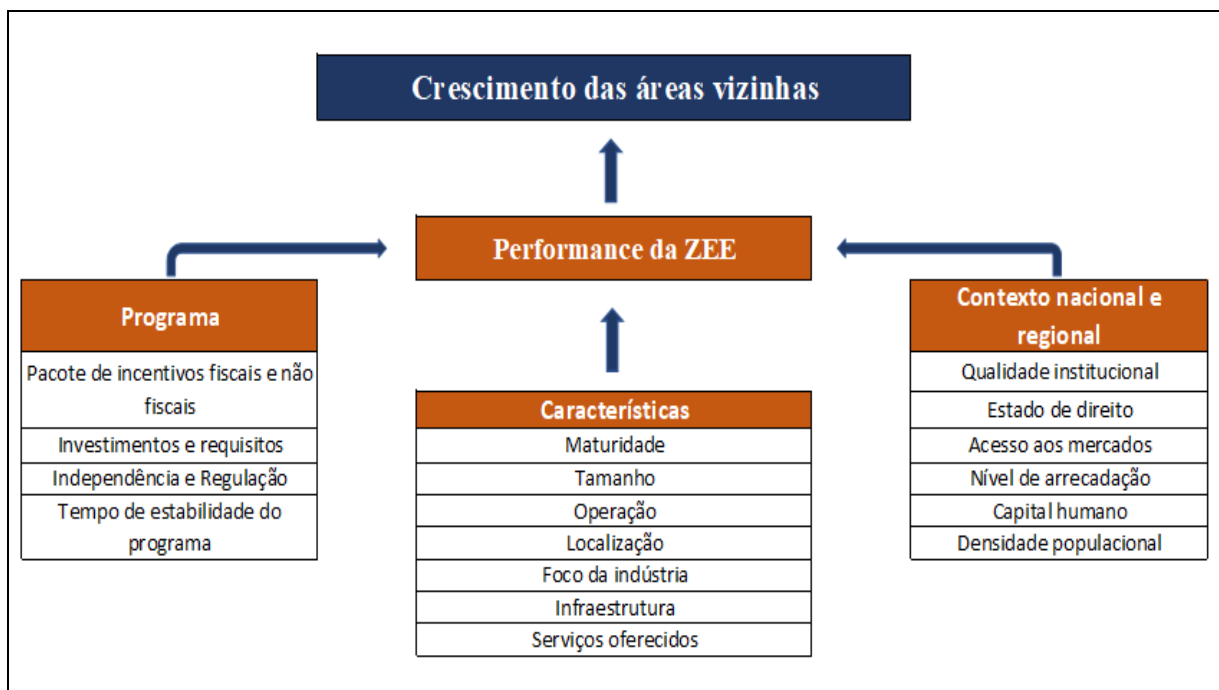 Crescimento das áreas vizinhas
Performance da ZEE
Programa
Pacote de incentivos fiscais e não
fiscais
Investimentos e requisitos
Independência e Regulação
Tempo de estabilidade do
programa
Características
Maturidade
Tamanho
Operação
Localização
Foco da indústria
Infraestrutura
Serviços oferecidos
Contexto nacional e
regional
Qualidade institucional
Estado de direito
Acesso aos mercados
Nível de arrecadação
Capital humano
Densidade populacional